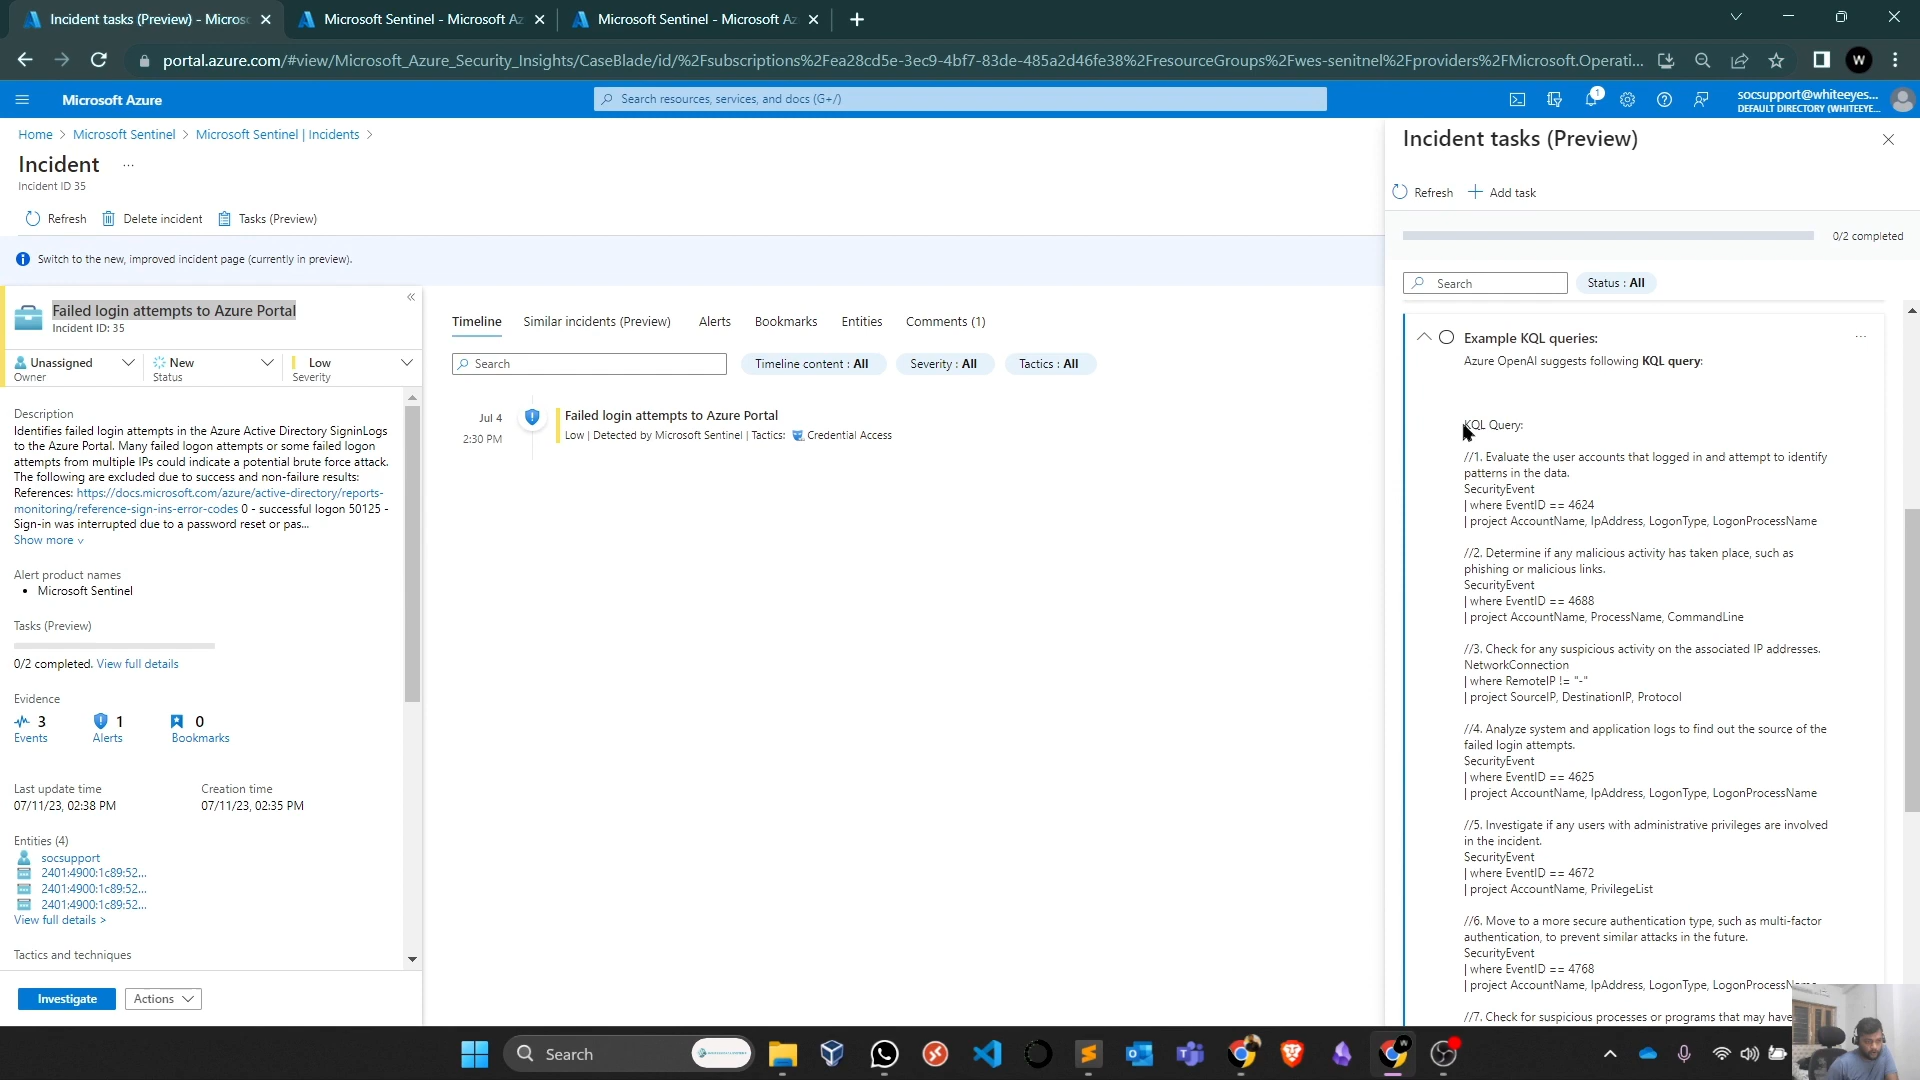 Incident tasks (Preview) - Micros
Microsoft Sentinel - Microsoft Az
Microsoft Sentinel - Microsoft Az
portal.azure.com/#view/Microsoft_Azure_Security_Insights/CaseBlade/id/%2Fsubscriptions%2Fea28cd5e-3ec9-4bf7-83de-485a2d46fe38%2FresourceGroups%2Fwes-senitnel%2Fproviders%2FMicrosoft.Operati...
W
Microsoft Azure
Search resources, services, and docs (G+/)
1
socsupport@whiteeyes...
DEFAULT DIRECTORY (WHITEEYE...
Home > Microsoft Sentinel > Microsoft Sentinel | Incidents >
Incident ...
Incident ID 35
Refresh
Delete incident
Tasks (Preview)
Switch to the new, improved incident page (currently in preview).
Failed login attempts to Azure Portal
Incident ID: 35
Unassigned
Owner
New
Status
Low
Severity
Description
Identifies failed login attempts in the Azure Active Directory SigninLogs
to the Azure Portal. Many failed logon attempts or some failed logon
attempts from multiple IPs could indicate a potential brute force attack.
The following are excluded due to success and non-failure results:
References: https://docs.microsoft.com/azure/active-directory/reports-
monitoring/reference-sign-ins-error-codes 0 - successful logon 50125 -
Sign-in was interrupted due to a password reset or pas...
Show more
Alert product names
• Microsoft Sentinel
Tasks (Preview)
0/2 completed. View full details
Evidence
3
Events
1
Alerts
0
Bookmarks
Last update time
07/11/23, 02:38 PM
Creation time
07/11/23, 02:35 PM
Entities (4)
socsupport
2401:4900:1c89:52...
2401:4900:1c89:52...
2401:4900:1c89:52...
View full details >
Tactics and techniques
Investigate
Actions
Timeline
Similar incidents (Preview)
Alerts
Bookmarks
Entities
Comments (1)
Search
Timeline content : All
Severity : All
Tactics : All
Jul 4
2:30 PM
Failed login attempts to Azure Portal
Low | Detected by Microsoft Sentinel | Tactics: Credential Access
Incident tasks (Preview)
Refresh
Add task
0/2 completed
Search
Status : All
Example KQL queries:
...
Azure OpenAI suggests following KQL query:
KQL Query:
//1. Evaluate the user accounts that logged in and attempt to identify
patterns in the data.
SecurityEvent
| where EventID == 4624
| project AccountName, IpAddress, LogonType, LogonProcessName
//2. Determine if any malicious activity has taken place, such as
phishing or malicious links.
SecurityEvent
| where EventID == 4688
| project AccountName, ProcessName, CommandLine
//3. Check for any suspicious activity on the associated IP addresses.
NetworkConnection
| where RemoteIP != "-"
| project SourceIP, DestinationIP, Protocol
//4. Analyze system and application logs to find out the source of the
failed login attempts.
SecurityEvent
| where EventID == 4625
| project AccountName, IpAddress, LogonType, LogonProcessName
//5. Investigate if any users with administrative privileges are involved
in the incident.
SecurityEvent
| where EventID == 4672
| project AccountName, PrivilegeList
//6. Move to a more secure authentication type, such as multi-factor
authentication, to prevent similar attacks in the future.
SecurityEvent
| where EventID == 4768
| project AccountName, IpAddress, LogonType, LogonProcessN
//7. Check for suspicious processes or programs that may have
Search